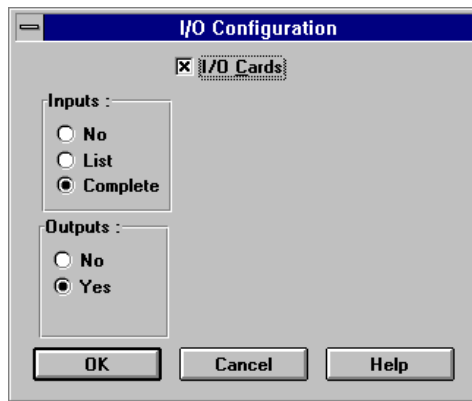 I/O Configuration
I/O Cards
Inputs :
No
List
Complete
Outputs :
No
Yes
OK Cancel Help